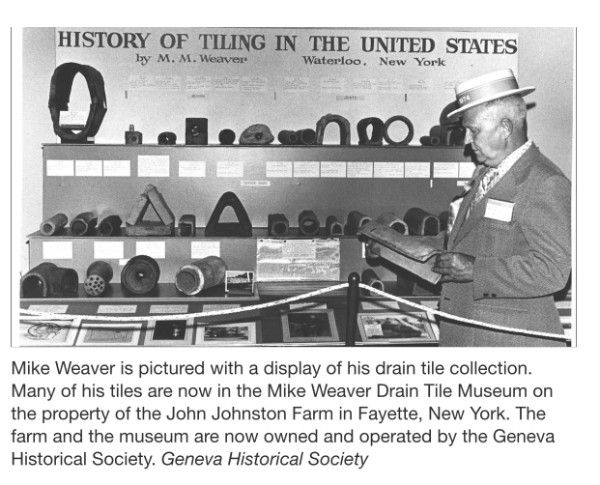 HISTORY OF TILING IN THE UNITED STATES
by M. M. Weaver Waterloo, New York
Mike Weaver is pictured with a display of his drain tile collection.
Many of his tiles are now in the Mike Weaver Drain Tile Museum on
the property of the John Johnston Farm in Fayette, New York. The
farm and the museum are now owned and operated by the Geneva
Historical Society. Geneva Historical Society